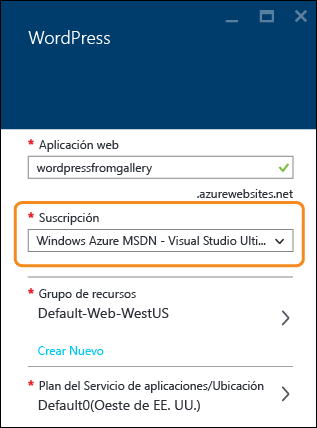 WordPress
* Aplicación web
wordpressfromgallery
.azurewebsites.net
* Suscripción
Windows Azure MSDN - Visual Studio Ulti...
* Grupo de recursos
Default-Web-WestUS
Crear Nuevo
* Plan del Servicio de aplicaciones/Ubicación
Default0(Oeste de EE. UU.)